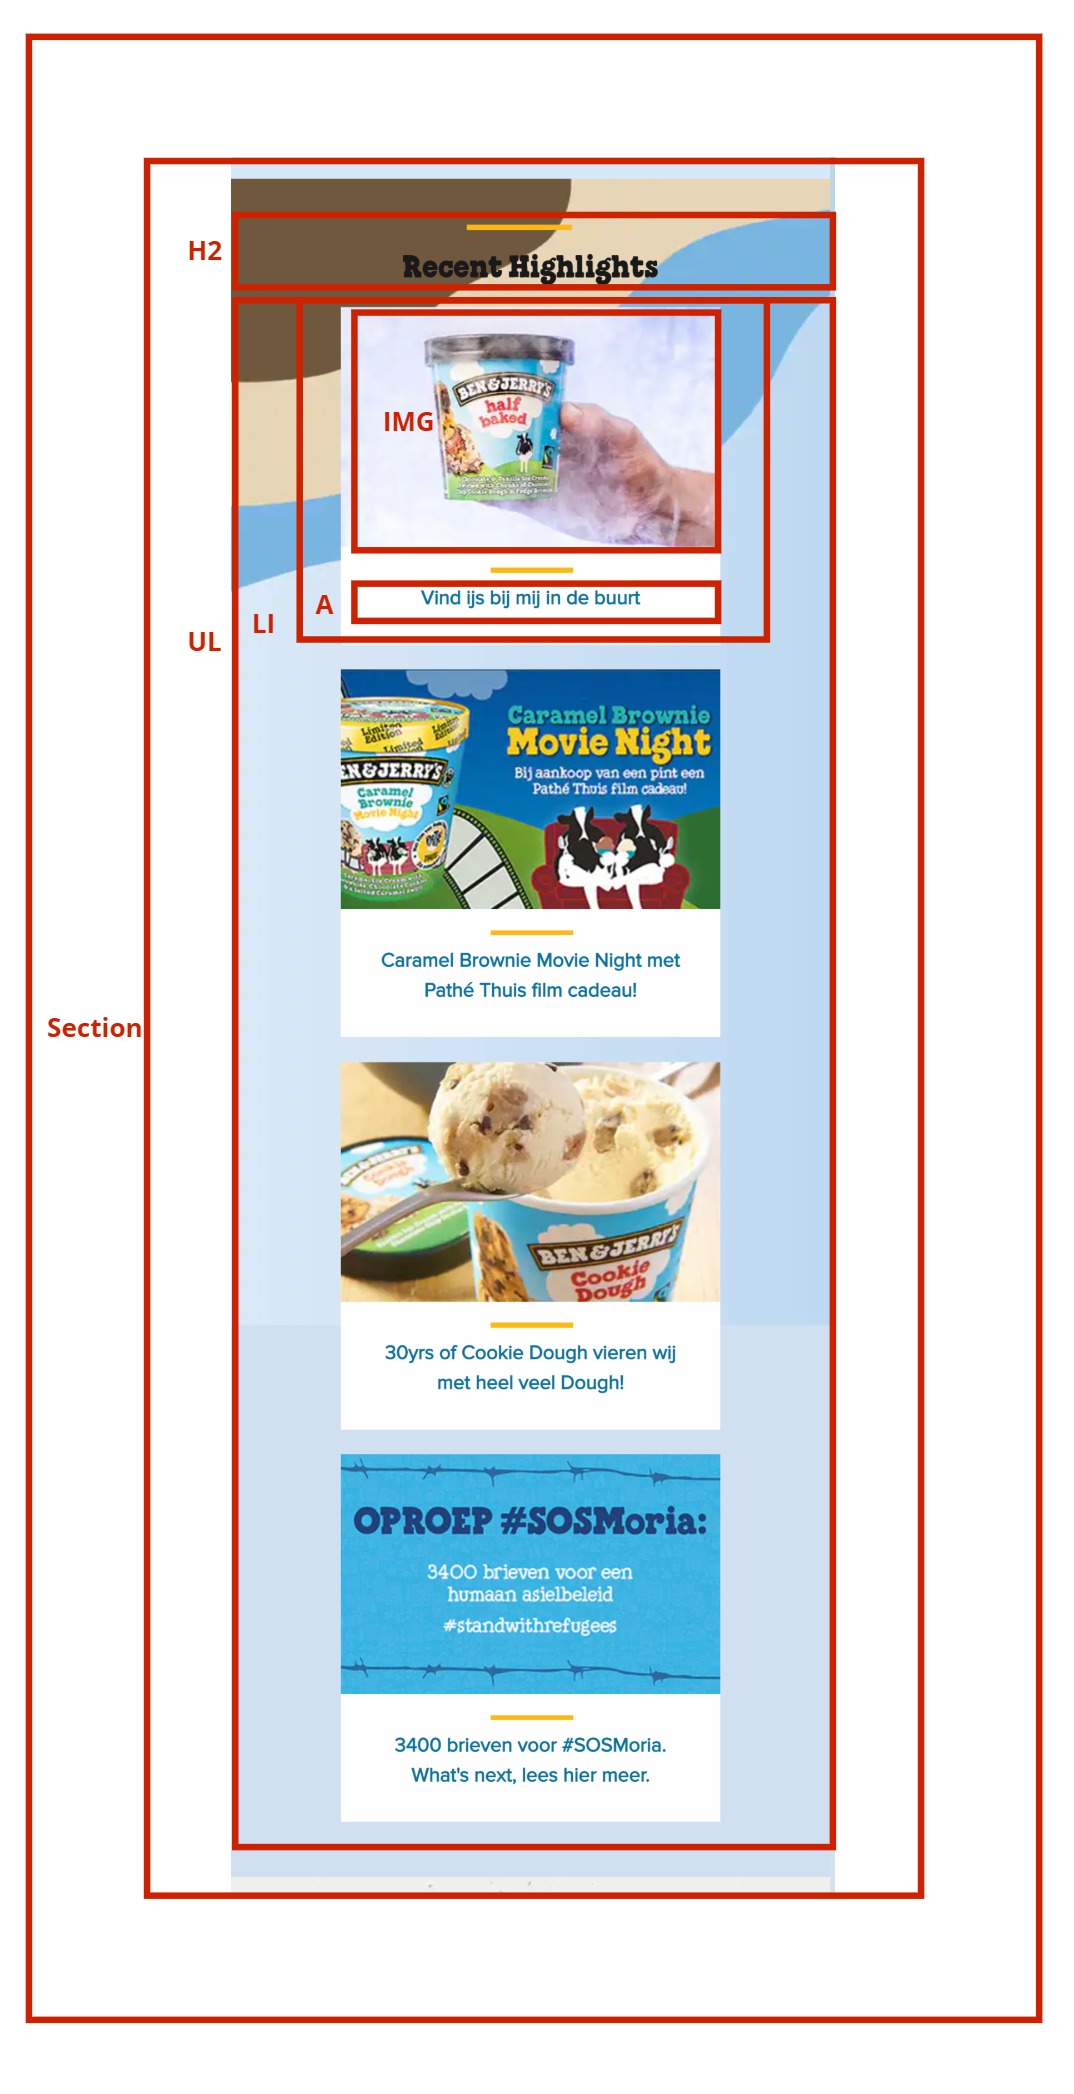 H2
Recent Highlights
BEN & JERRY'S
half
baked
IMG
A
Vind ijs bij mij in de buurt
LI
UL
Caramel Brownie
Movie Night
Bij aankoop van een pint een
Pathé Thuis film cadeau!
Limited
Edition
Limited
BEN & JERRY'S
Caramel
Brownie
Movie Night
Caramel Brownie Movie Night met
Pathé Thuis film cadeau!
Section
BEN & JERRY'S
Cookie
Dough
30yrs of Cookie Dough vieren wij
met heel veel Dough!
OPROEP #SOSMoria:
3400 brieven voor een
humaan asielbeleid
#standwithrefugees
3400 brieven voor #SOSMoria.
What's next, lees hier meer.